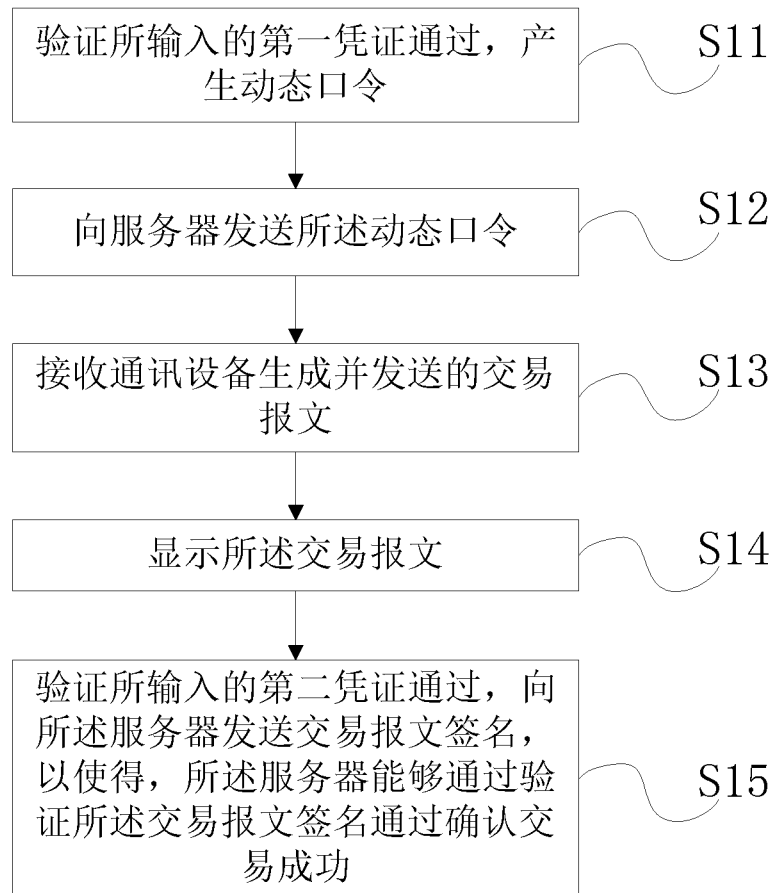 验证所输入的第一凭证通过，产
生动态口令
S11
向服务器发送所述动态口令
S12
接收通讯设备生成并发送的交易
报文
S13
显示所述交易报文
S14
验证所输入的第二凭证通过，向
所述服务器发送交易报文签名，
以使得，所述服务器能够通过验
证所述交易报文签名通过确认交
易成功
S15